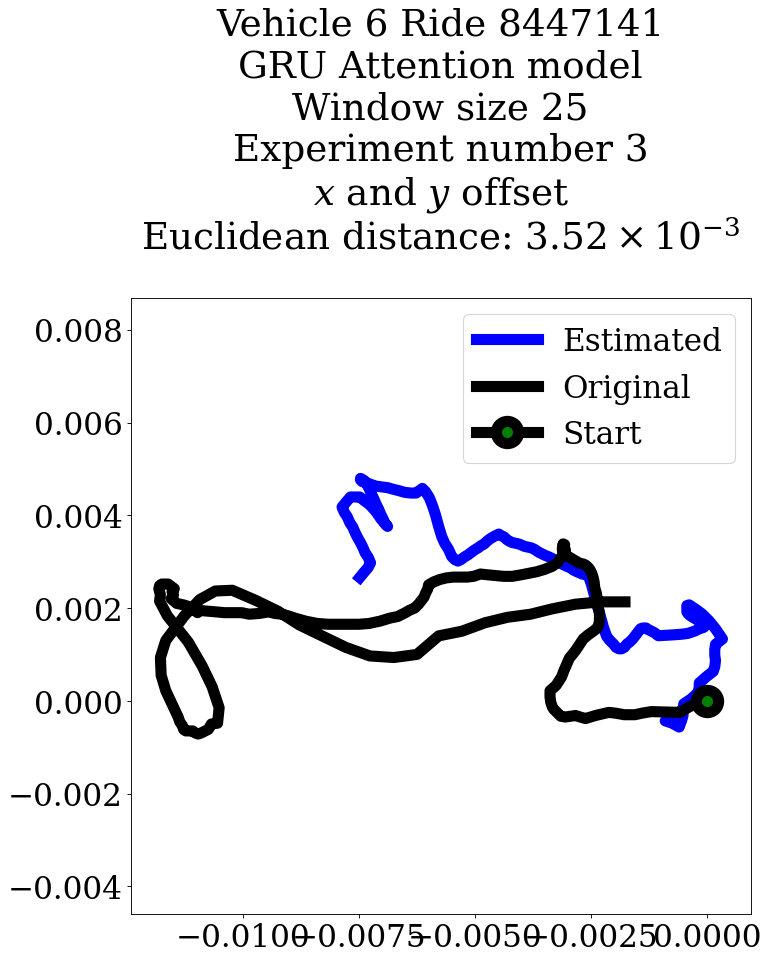 Vehicle 6 Ride 8447141
GRU Attention model
Window size 25
Experiment number 3
x and y offset
Euclidean distance: 3.52 × 10⁻³
Estimated
Original
Start
0.008
0.006
0.004
0.002
0.000
−0.002
−0.004
−0.0100 −0.0075 −0.0050 −0.0025 0.0000